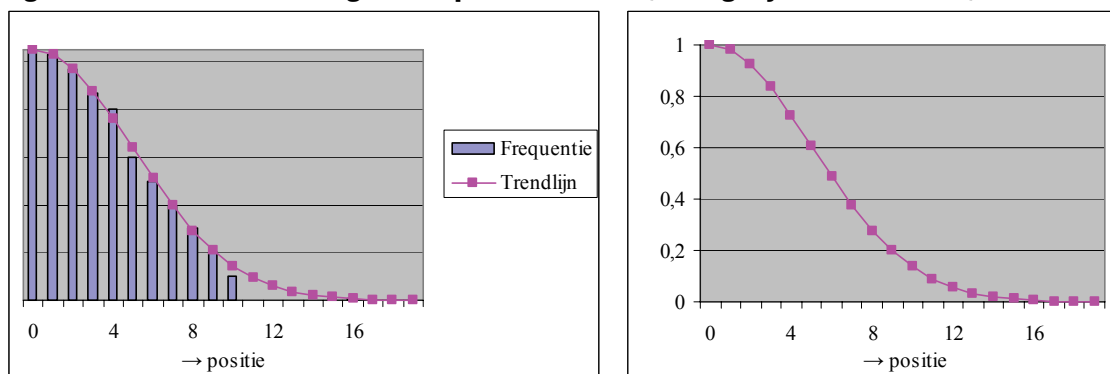 0 4 8 12 16
→ positie
Frequentie
Trendlijn
1
0,8
0,6
0,4
0,2
0
0 4 8 12 16
→ positie